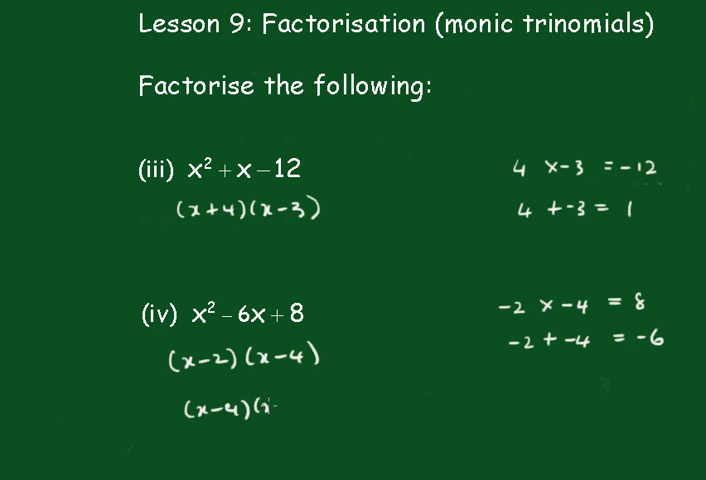 Lesson 9: Factorisation (monic trinomials)
Factorise the following:
(iii) x² + x – 12
4 x -3 = -12
(x+4)(x-3)
4 + -3 = 1
(iv) x² – 6x + 8
-2 x -4 = 8
-2 + -4 = -6
(x-2)(x-4)
(x-4)(x-